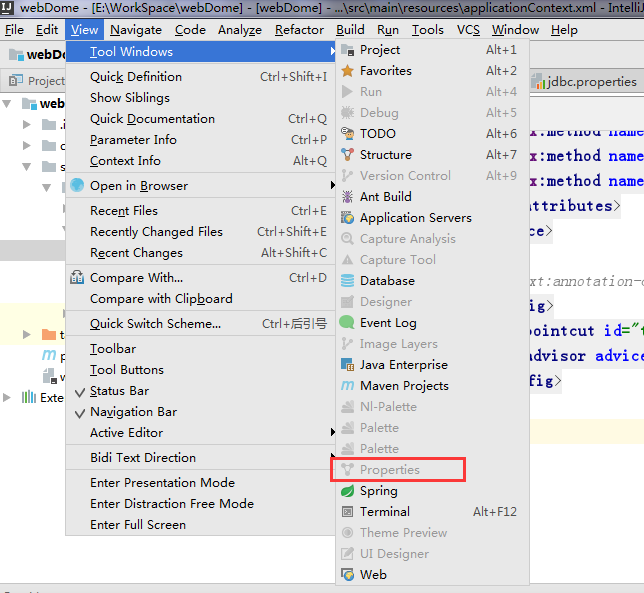 webDome - [E:\WorkSpace\webDome] - [webDome] - ...\src\main\resources\applicationContext.xml - IntelliJ
File Edit View Navigate Code Analyze Refactor Build Run Tools VCS Window Help
webDo
Project
jdbc.properties
web
Tool Windows
Quick Definition Ctrl+Shift+I
Show Siblings
Quick Documentation Ctrl+Q
Parameter Info Ctrl+P
Context Info Alt+Q
Open in Browser
Recent Files Ctrl+E
Recently Changed Files Ctrl+Shift+E
Recent Changes Alt+Shift+C
Compare With... Ctrl+D
Compare with Clipboard
Quick Switch Scheme... Ctrl+后引号
Toolbar
Tool Buttons
Status Bar
Navigation Bar
Active Editor
Bidi Text Direction
Enter Presentation Mode
Enter Distraction Free Mode
Enter Full Screen
Project Alt+1
Favorites Alt+2
Run Alt+4
Debug Alt+5
TODO Alt+6
Structure Alt+7
Version Control Alt+9
Ant Build
Application Servers
Capture Analysis
Capture Tool
Database
Designer
Event Log
Image Layers
Java Enterprise
Maven Projects
Nl-Palette
Palette
Palette
Properties
Spring
Terminal Alt+F12
Theme Preview
UI Designer
Web
x:method name
x:method name
x:method name
ttributes>
ce>
xt:annotation-c
ig>
pointcut id="t
advisor advice
fig>
Exte